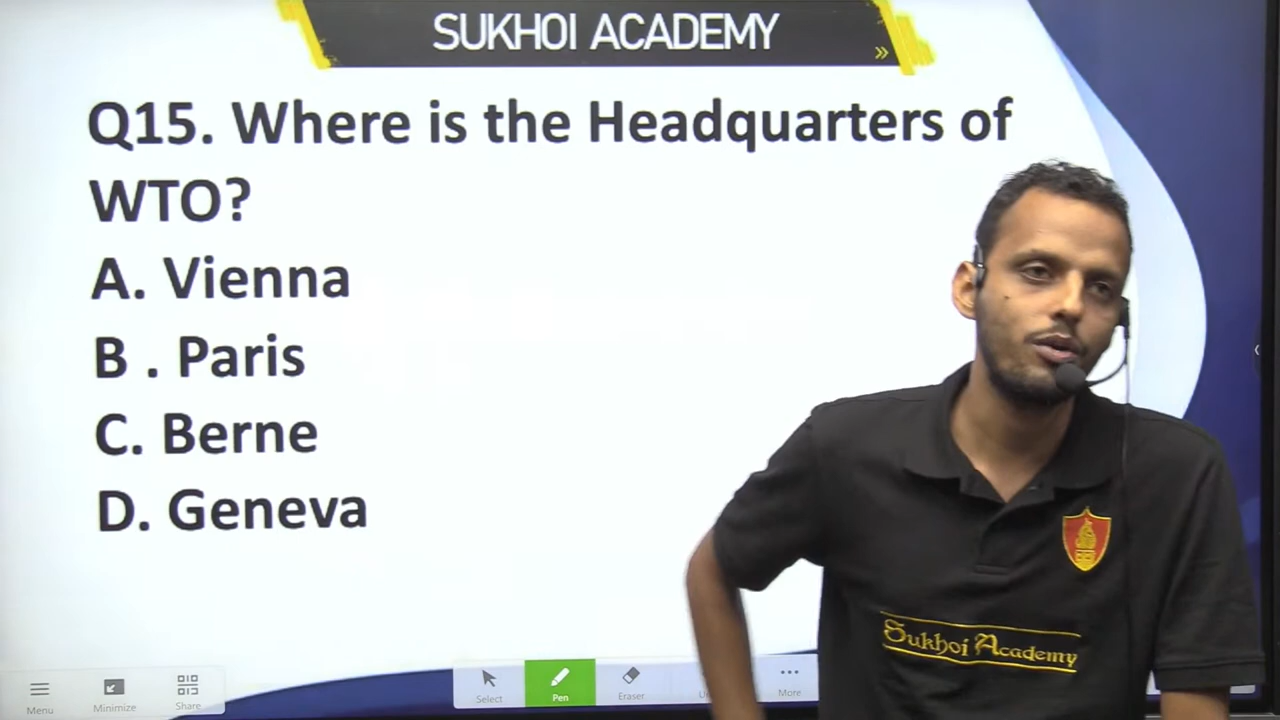 SUKHOI ACADEMY
»
Q15. Where is the Headquarters of
WTO?
A. Vienna
B . Paris
C. Berne
D. Geneva
Sukhoi Academy
Menu
Minimize
Share
Select
Pen
Eraser
More